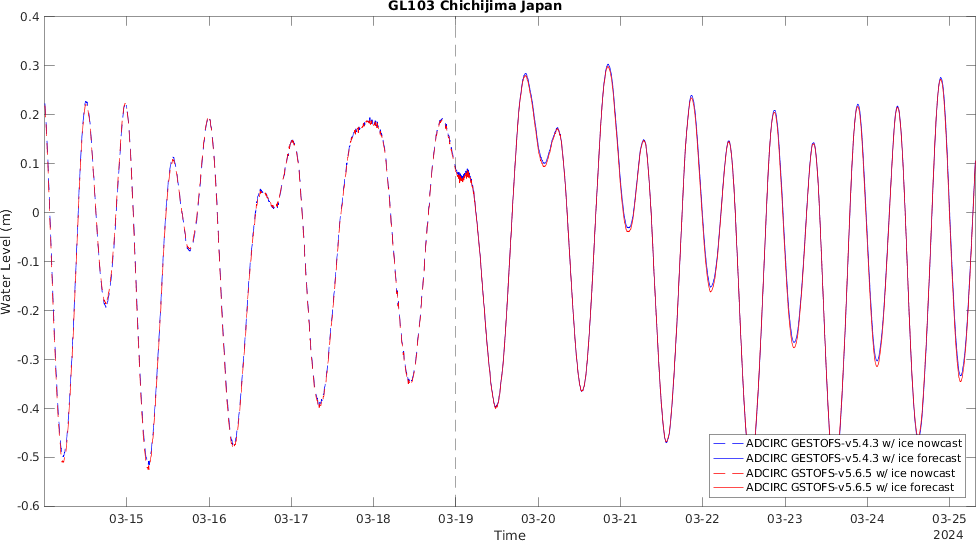 GL103 Chichijima Japan
0.4
0.3
0.2
0.1
0
-0.1
-0.2
-0.3
-0.4
-0.5
-0.6
Water Level (m)
ADCIRC GESTOFS-v5.4.3 w/ ice nowcast
ADCIRC GESTOFS-v5.4.3 w/ ice forecast
ADCIRC GSTOFS-v5.6.5 w/ ice nowcast
ADCIRC GSTOFS-v5.6.5 w/ ice forecast
03-15 03-16 03-17 03-18 03-19 03-20 03-21 03-22 03-23 03-24 03-25
Time
2024